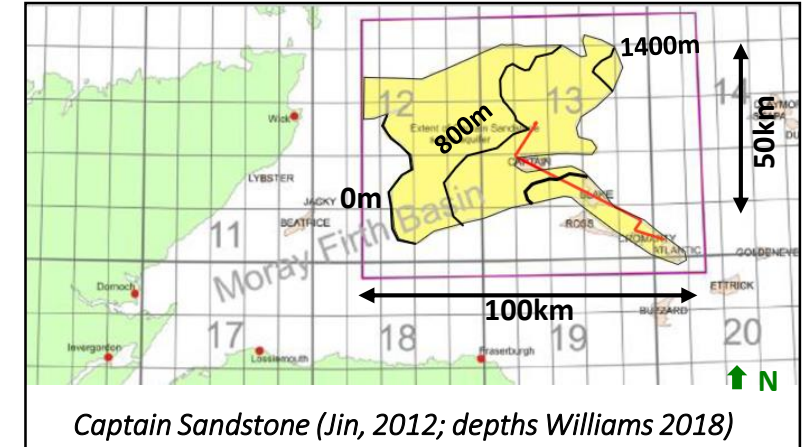 1400m
12
13
14
800m
50km
Wick
CAPTAIN
LYBSTER
JACKY
0m
BLAKE
BEATRICE
ROSS
11
Moray Firth Basin
CROMARTY
ATLANTIC
GOLDENEYE
Dornoch
ETTRICK
100km
BUZZARD
17
18
19
20
Invergordon
Lossiemouth
Fraserburgh
N
Captain Sandstone (Jin, 2012; depths Williams 2018)